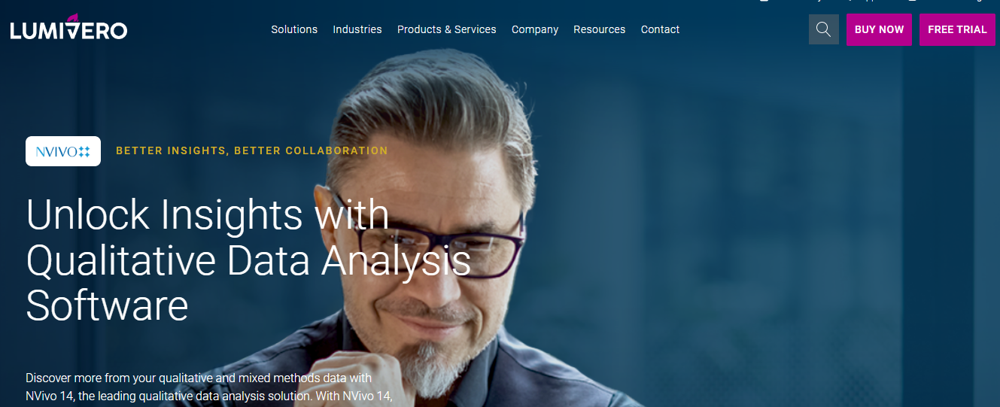 LUMIVERO
Solutions Industries Products & Services Company Resources Contact
BUY NOW
FREE TRIAL
NVIVO
BETTER INSIGHTS, BETTER COLLABORATION
Unlock Insights with
Qualitative Data Analysis
Software
Discover more from your qualitative and mixed methods data with
NVivo 14, the leading qualitative data analysis solution. With NVivo 14,